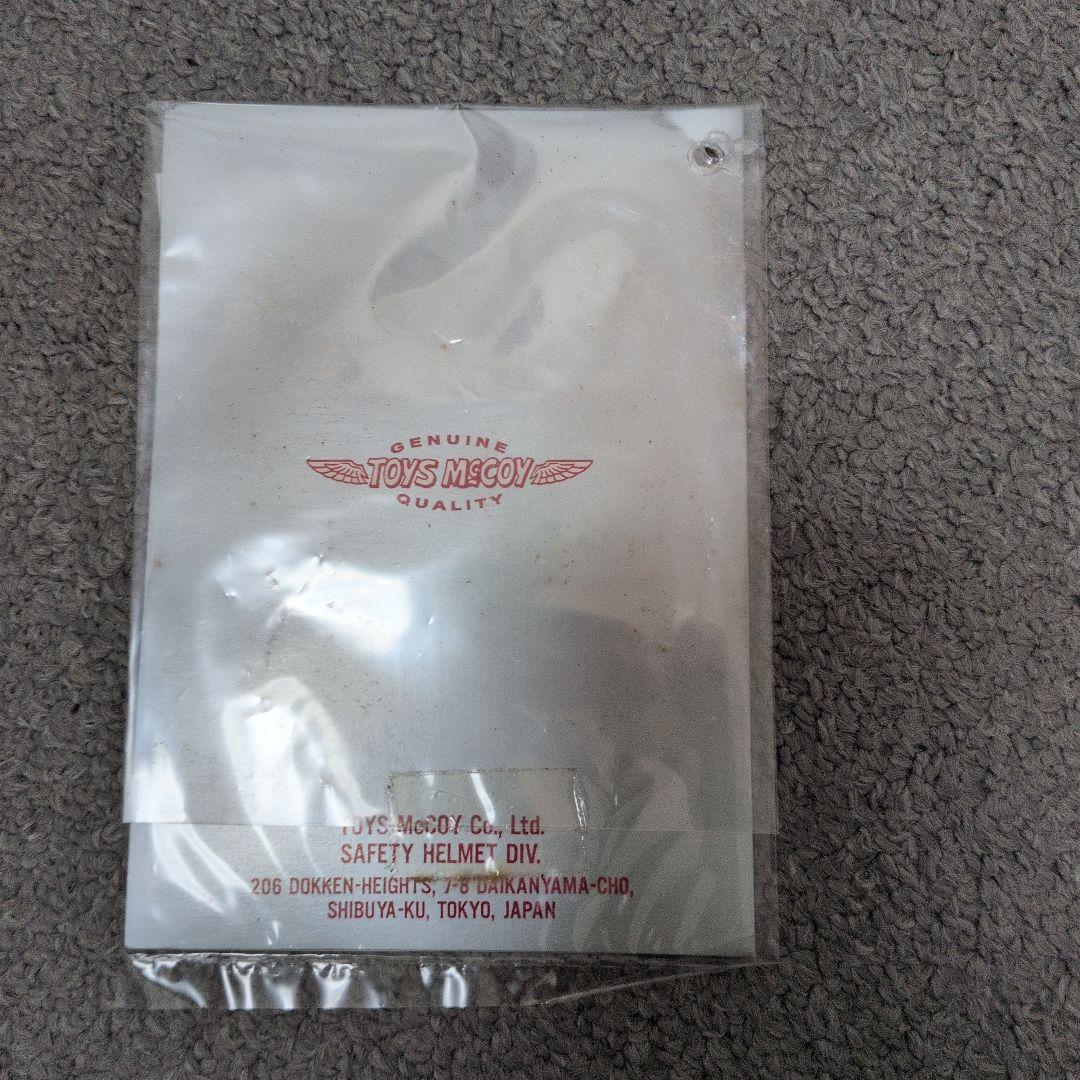 GENUINE
TOYS McCOY
QUALITY
TOYS McCOY Co., Ltd.
SAFETY HELMET DIV.
206 DOKKEN-HEIGHTS, 7-8 DAIKANYAMA-CHO,
SHIBUYA-KU, TOKYO, JAPAN